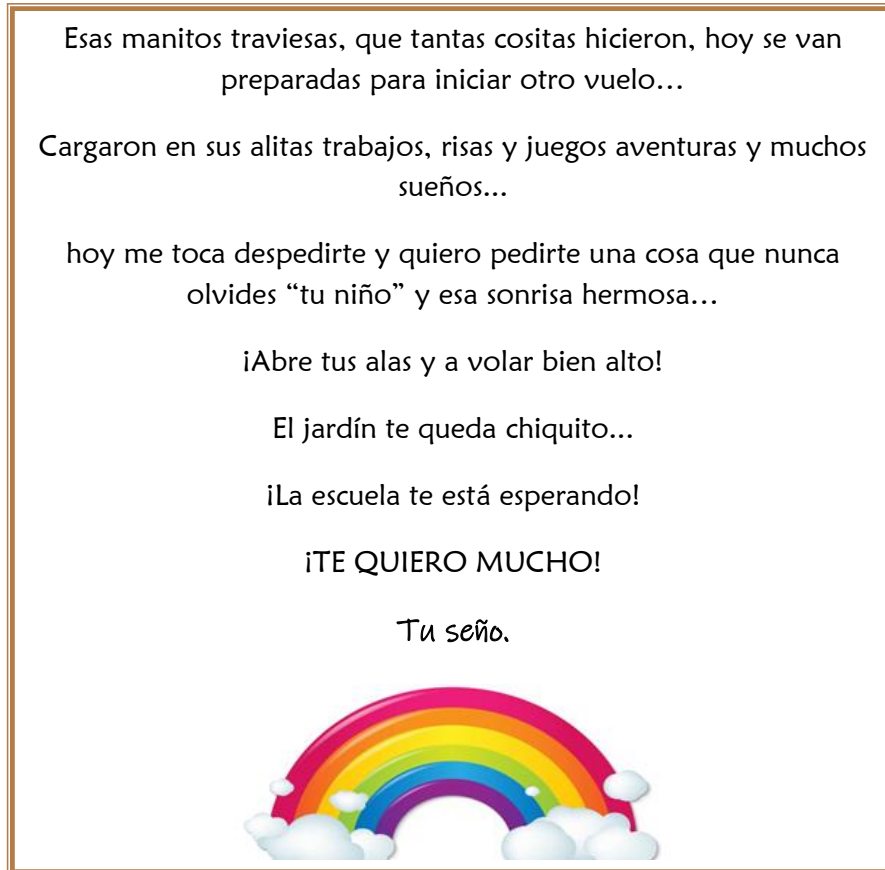 Esas manitos traviesas, que tantas cositas hicieron, hoy se van
preparadas para iniciar otro vuelo…
Cargaron en sus alitas trabajos, risas y juegos aventuras y muchos
sueños...
hoy me toca despedirte y quiero pedirte una cosa que nunca
olvides “tu niño” y esa sonrisa hermosa…
¡Abre tus alas y a volar bien alto!
El jardín te queda chiquito...
¡La escuela te está esperando!
¡TE QUIERO MUCHO!
Tu seño.